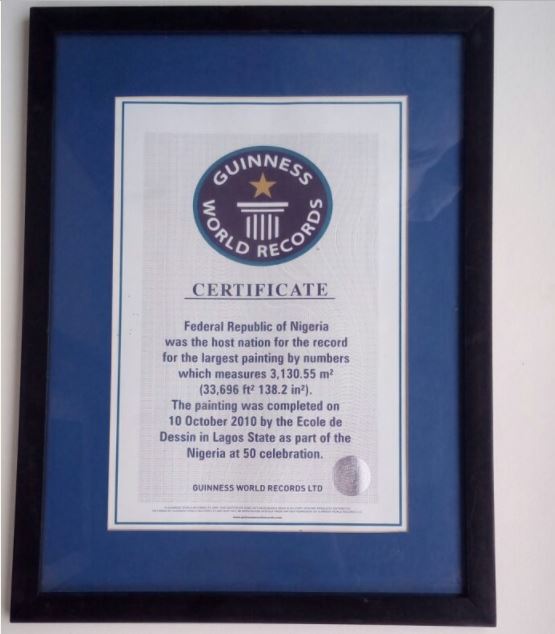 GUINNESS
WORLD RECORDS
CERTIFICATE
Federal Republic of Nigeria
was the host nation for the record
for the largest painting by numbers
which measures 3,130.55 m²
(33,696 ft² 138.2 in²).
The painting was completed on
10 October 2010 by the Ecole de
Dessin in Lagos State as part of the
Nigeria at 50 celebration.
GUINNESS WORLD RECORDS LTD